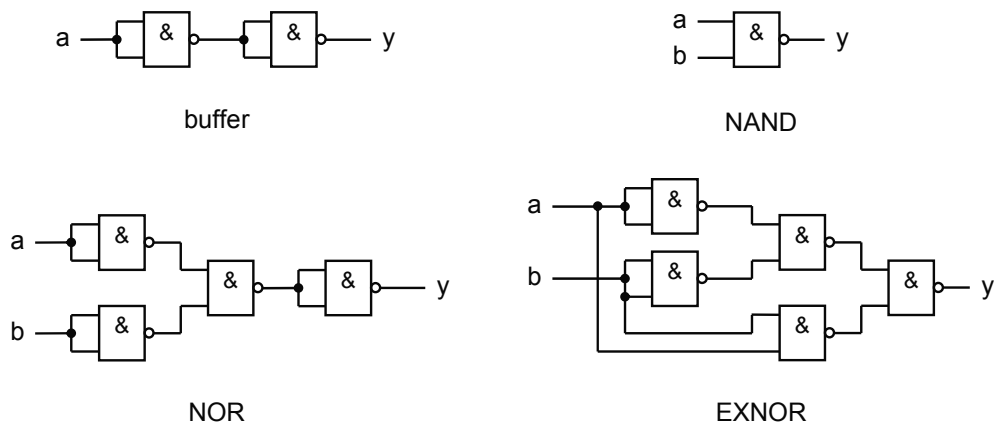 a & & y
buffer
a
b
& y
NAND
a & & & y
b &
NOR
a & & & y
b & &
EXNOR